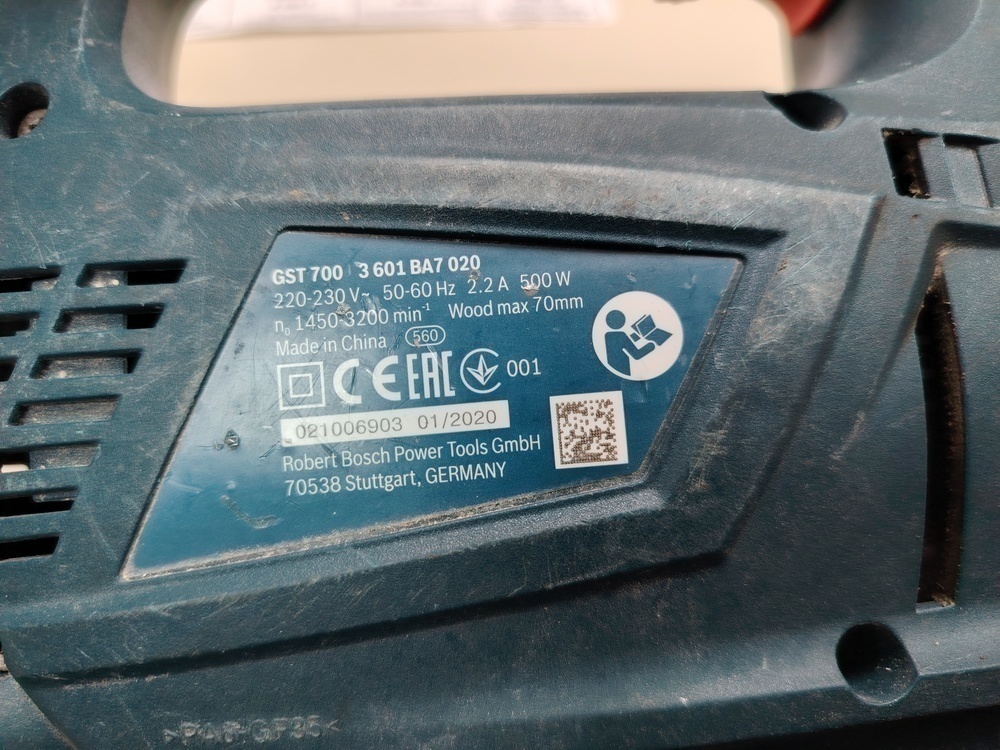 GST 700 3 601 BA7 020
220-230 V~ 50-60 Hz 2.2 A 500 W
n₀ 1450-3200 min⁻¹ Wood max 70mm
Made in China 560
CE EAC 001
021006903 01/2020
Robert Bosch Power Tools GmbH
70538 Stuttgart, GERMANY
>PA6-GF35<